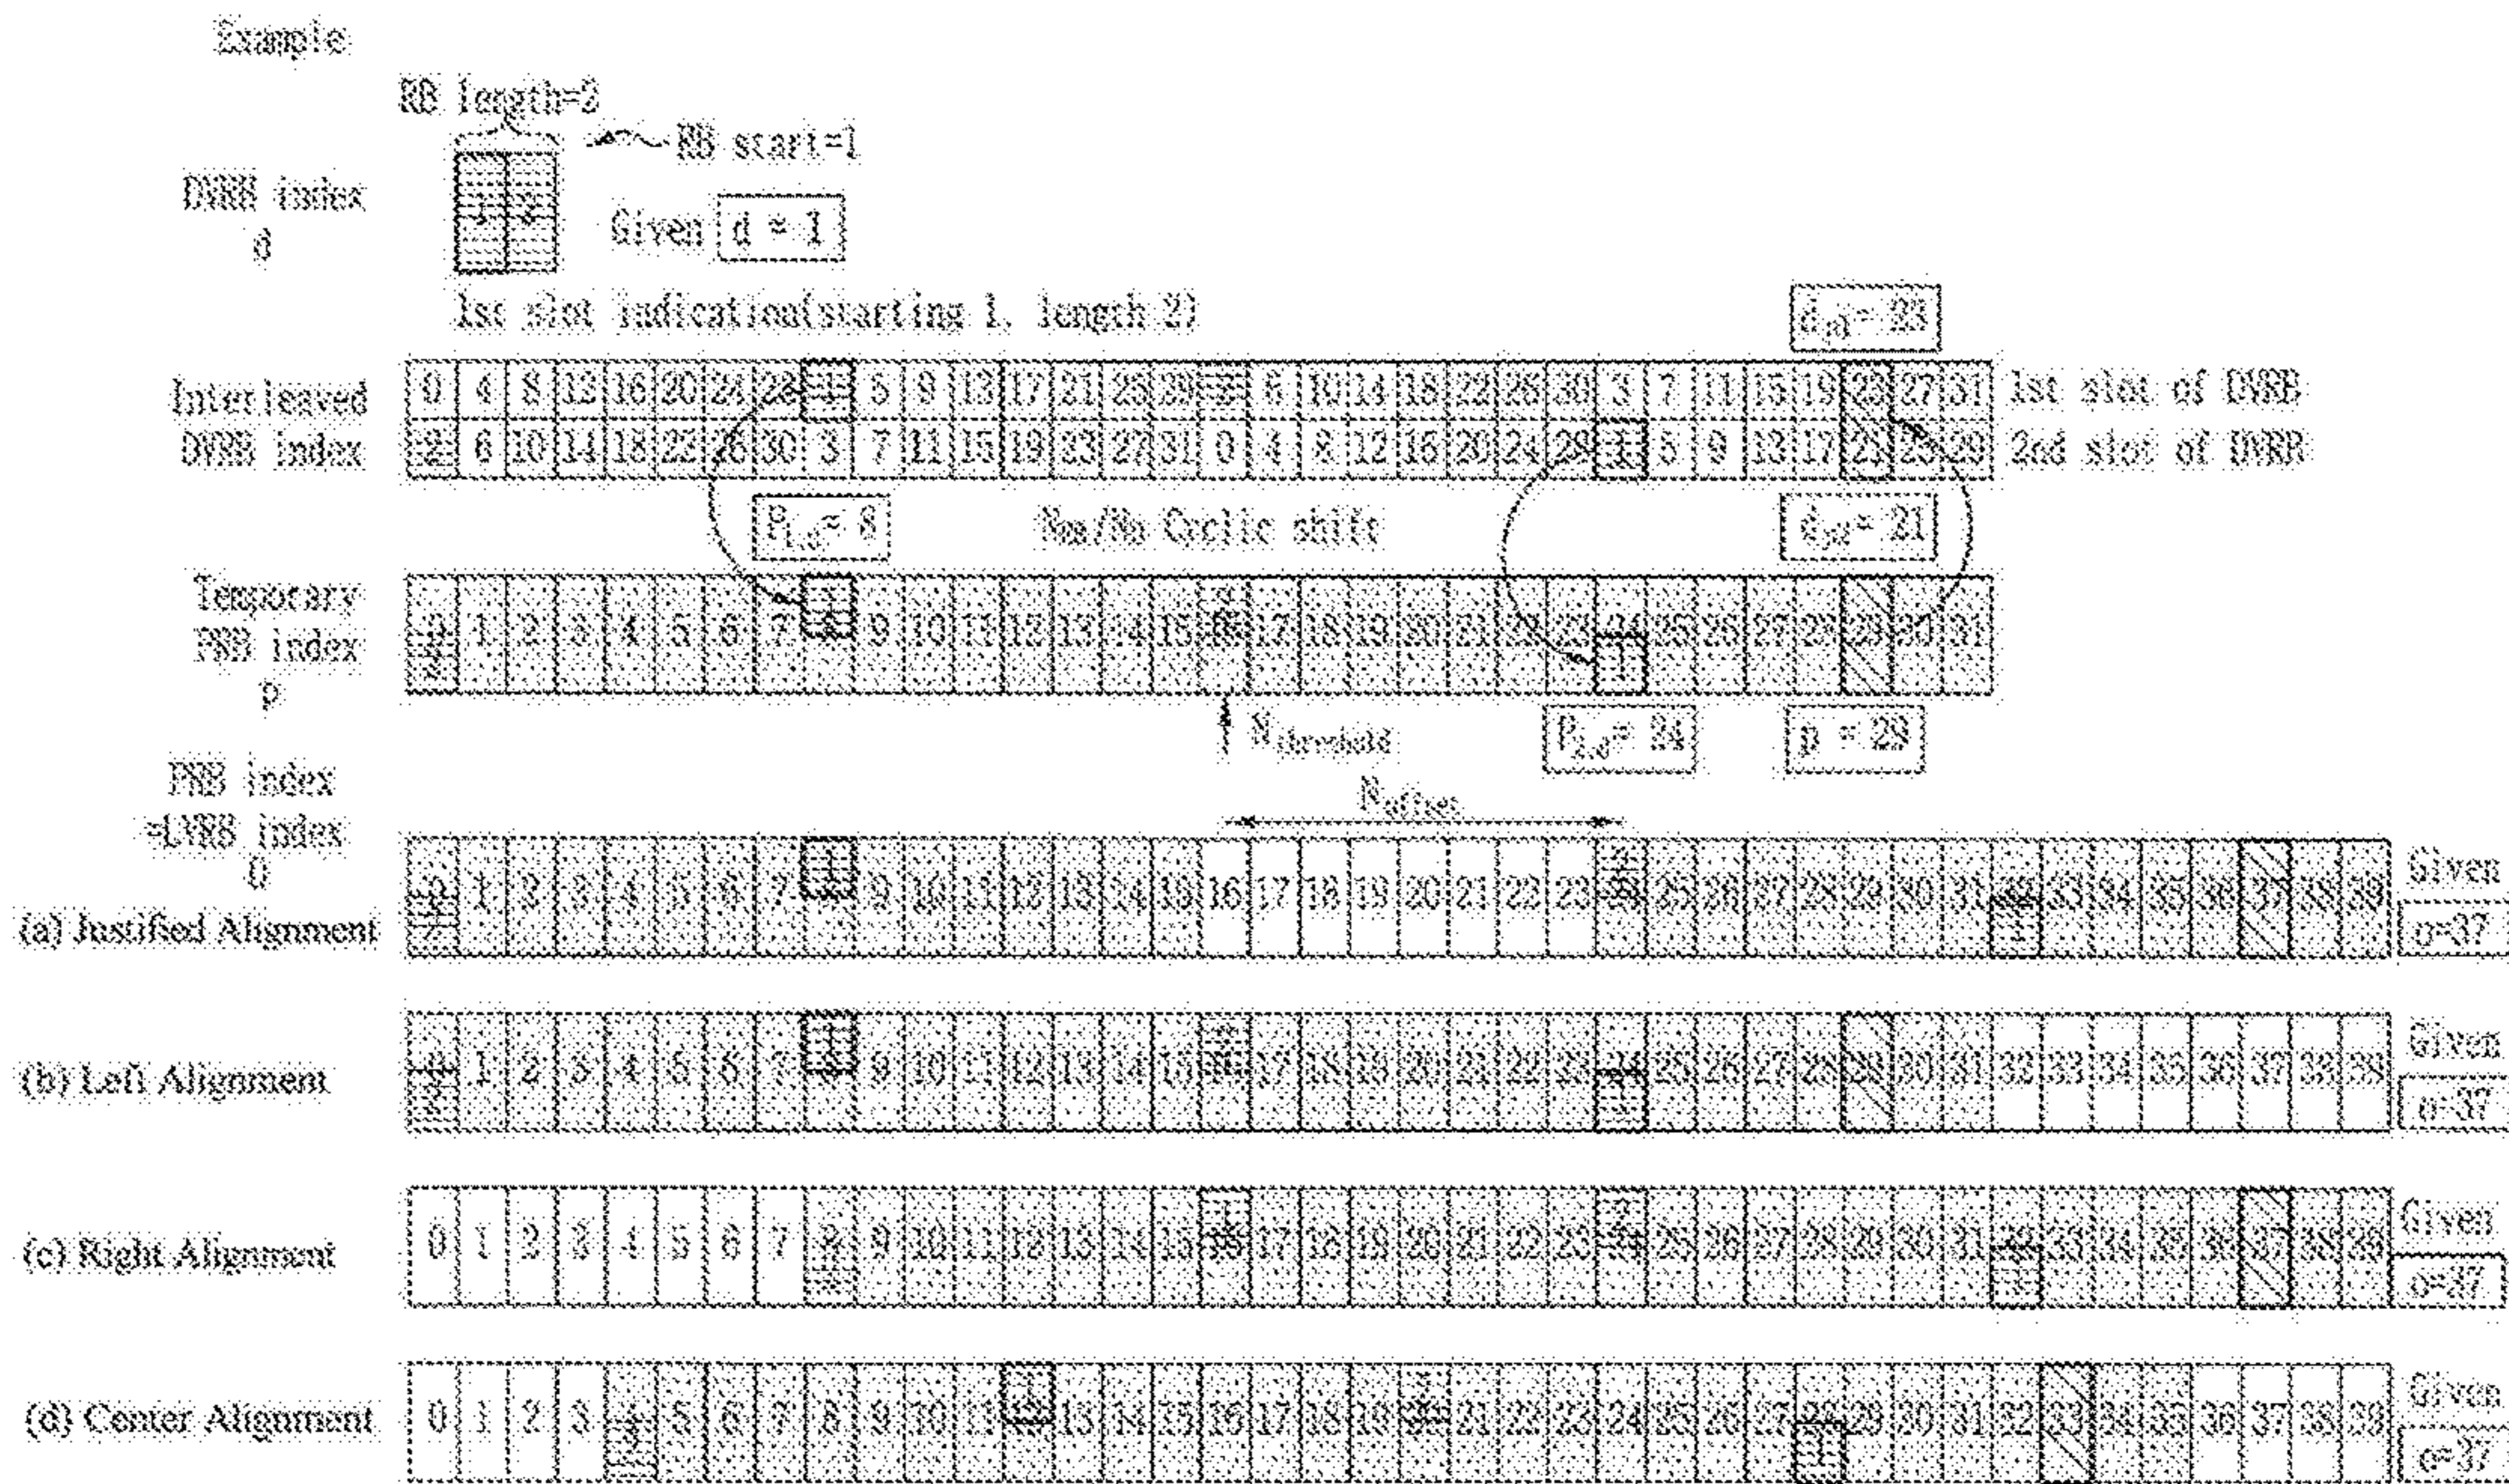 Example
RB length=2
RB start=1
DVRB index
d
1 2
Given d = 1
1st slot indication(starting 1, length 2)
Interleaved
DVRB index
0 4 8 12 16 20 24 28 1 5 9 13 17 21 25 29 2 6 10 14 18 22 26 30 3 7 11 15 19 23 27 31 1st slot of DVRB
2 6 10 14 18 22 26 30 3 7 11 15 19 23 27 31 0 4 8 12 16 20 24 28 1 5 9 13 17 21 25 29 2nd slot of DVRB
P1,d = 8
Cyclic shift
= 21
Temporary
PRB index
p
0 1 2 3 4 5 6 7 8 9 10 11 12 13 14 15 16 17 18 19 20 21 22 23 24 25 26 27 28 29 30 31
Nthreshold
P2,d = 24
p = 29
PRB index
=LVRB index
Noffset
(a) Justified Alignment
0 1 2 3 4 5 6 7 8 9 10 11 12 13 14 15 16 17 18 19 20 21 22 23 24 25 26 27 28 29 30 31 32 33 34 35 36 37 38 39
Given
o=37
(b) Left Alignment
0 1 2 3 4 5 6 7 8 9 10 11 12 13 14 15 16 17 18 19 20 21 22 23 24 25 26 27 28 29 30 31 32 33 34 35 36 37 38 39
Given
o=37
(c) Right Alignment
0 1 2 3 4 5 6 7 8 9 10 11 12 13 14 15 16 17 18 19 20 21 22 23 24 25 26 27 28 29 30 31 32 33 34 35 36 37 38 39
Given
o=37
(d) Center Alignment
0 1 2 3 4 5 6 7 8 9 10 11 12 13 14 15 16 17 18 19 20 21 22 23 24 25 26 27 28 29 30 31 32 33 34 35 36 37 38 39
Given
o=37